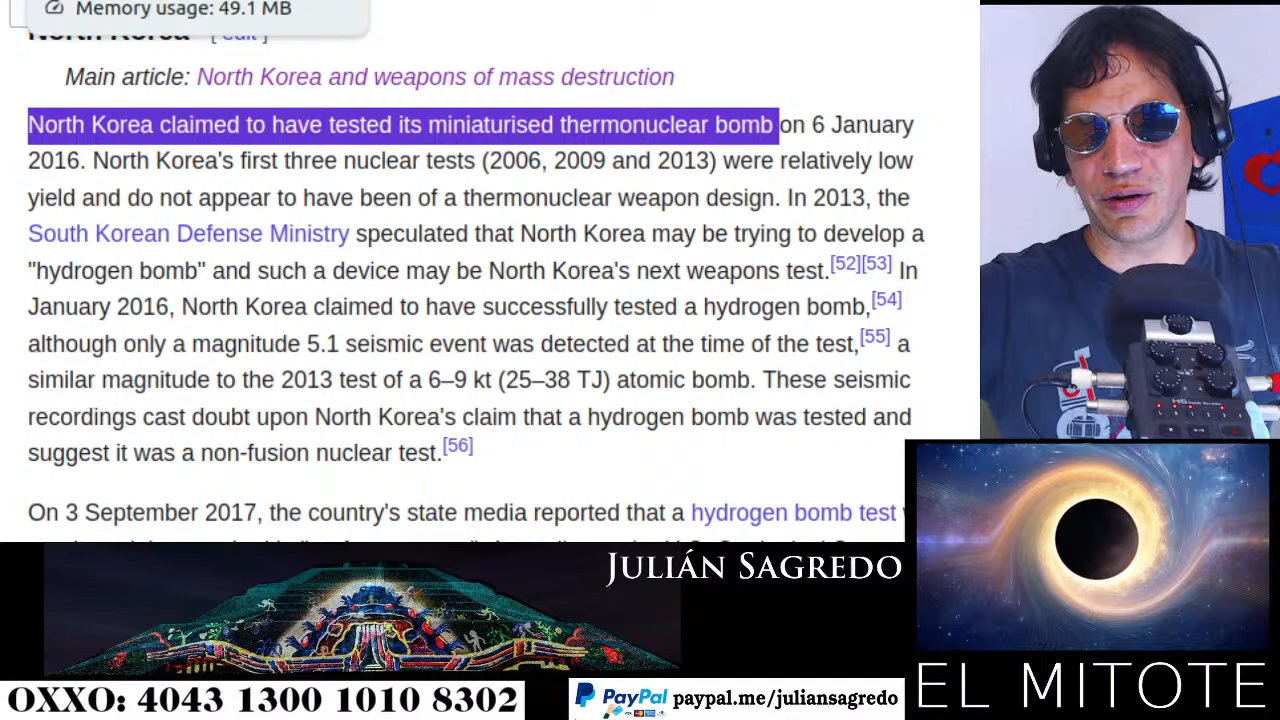 Memory usage: 49.1 MB
North Korea [ edit ]
Main article: North Korea and weapons of mass destruction
North Korea claimed to have tested its miniaturised thermonuclear bomb on 6 January
2016. North Korea's first three nuclear tests (2006, 2009 and 2013) were relatively low
yield and do not appear to have been of a thermonuclear weapon design. In 2013, the
South Korean Defense Ministry speculated that North Korea may be trying to develop a
"hydrogen bomb" and such a device may be North Korea's next weapons test.[52][53] In
January 2016, North Korea claimed to have successfully tested a hydrogen bomb,[54]
although only a magnitude 5.1 seismic event was detected at the time of the test,[55] a
similar magnitude to the 2013 test of a 6–9 kt (25–38 TJ) atomic bomb. These seismic
recordings cast doubt upon North Korea's claim that a hydrogen bomb was tested and
suggest it was a non-fusion nuclear test.[56]
On 3 September 2017, the country's state media reported that a hydrogen bomb test
JULIÁN SAGREDO
EL MITOTE
OXXO: 4043 1300 1010 8302
PayPal paypal.me/juliansagredo